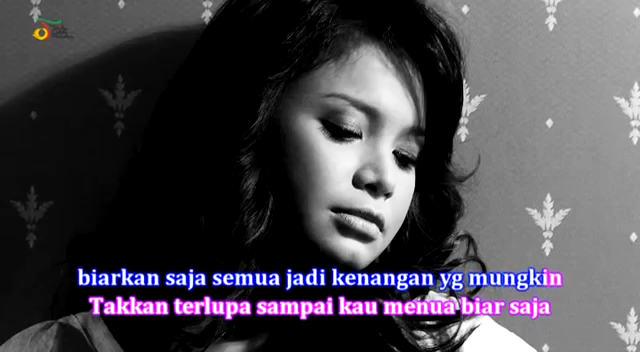 biarkan saja semua jadi kenangan yg mungkin
Takkan terlupa sampai kau menua biar saja